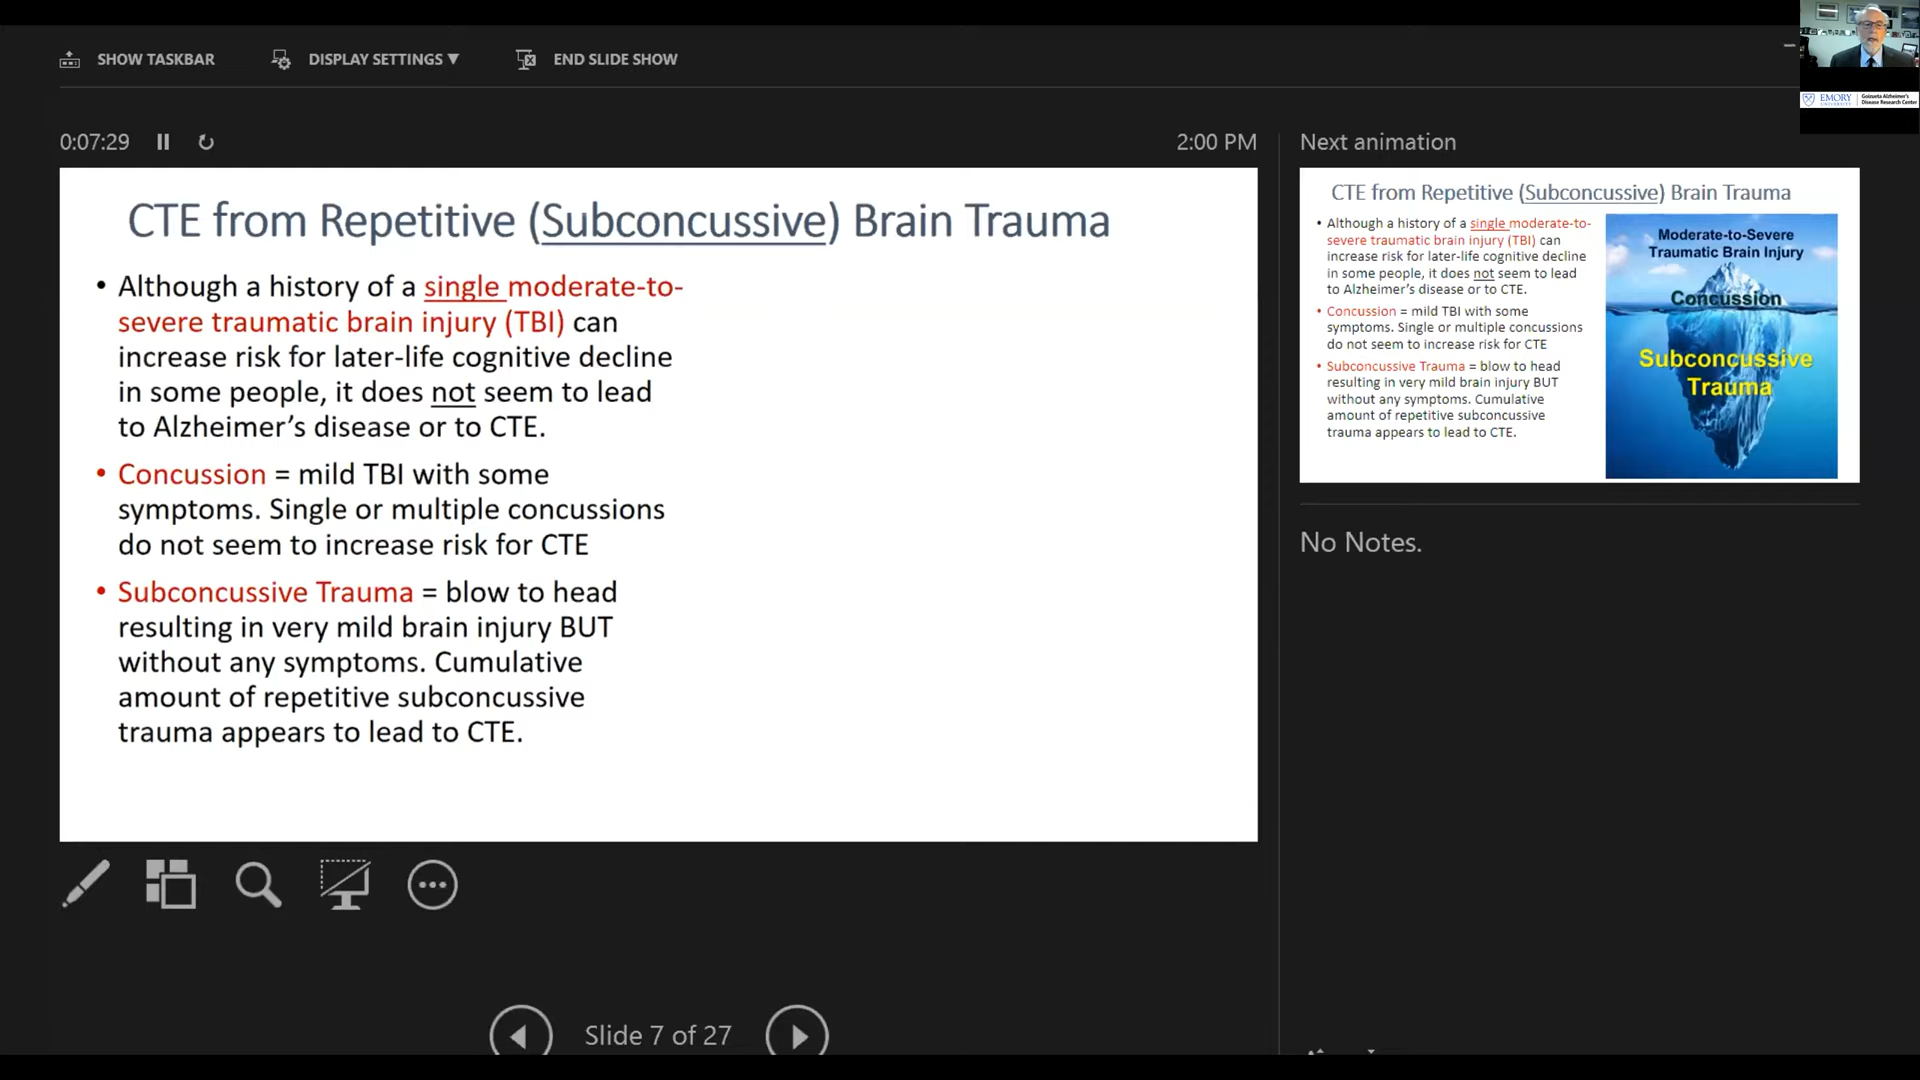 SHOW TASKBAR
DISPLAY SETTINGS ▼
END SLIDE SHOW
EMORY
UNIVERSITY
Goizueta Alzheimer's
Disease Research Center
0:07:29
2:00 PM
CTE from Repetitive (Subconcussive) Brain Trauma
• Although a history of a single moderate-to-
severe traumatic brain injury (TBI) can
increase risk for later-life cognitive decline
in some people, it does not seem to lead
to Alzheimer’s disease or to CTE.
• Concussion = mild TBI with some
symptoms. Single or multiple concussions
do not seem to increase risk for CTE
• Subconcussive Trauma = blow to head
resulting in very mild brain injury BUT
without any symptoms. Cumulative
amount of repetitive subconcussive
trauma appears to lead to CTE.
Slide 7 of 27
Next animation
CTE from Repetitive (Subconcussive) Brain Trauma
• Although a history of a single moderate-to-
severe traumatic brain injury (TBI) can
increase risk for later-life cognitive decline
in some people, it does not seem to lead
to Alzheimer’s disease or to CTE.
• Concussion = mild TBI with some
symptoms. Single or multiple concussions
do not seem to increase risk for CTE
• Subconcussive Trauma = blow to head
resulting in very mild brain injury BUT
without any symptoms. Cumulative
amount of repetitive subconcussive
trauma appears to lead to CTE.
Moderate-to-Severe
Traumatic Brain Injury
Concussion
Subconcussive
Trauma
No Notes.